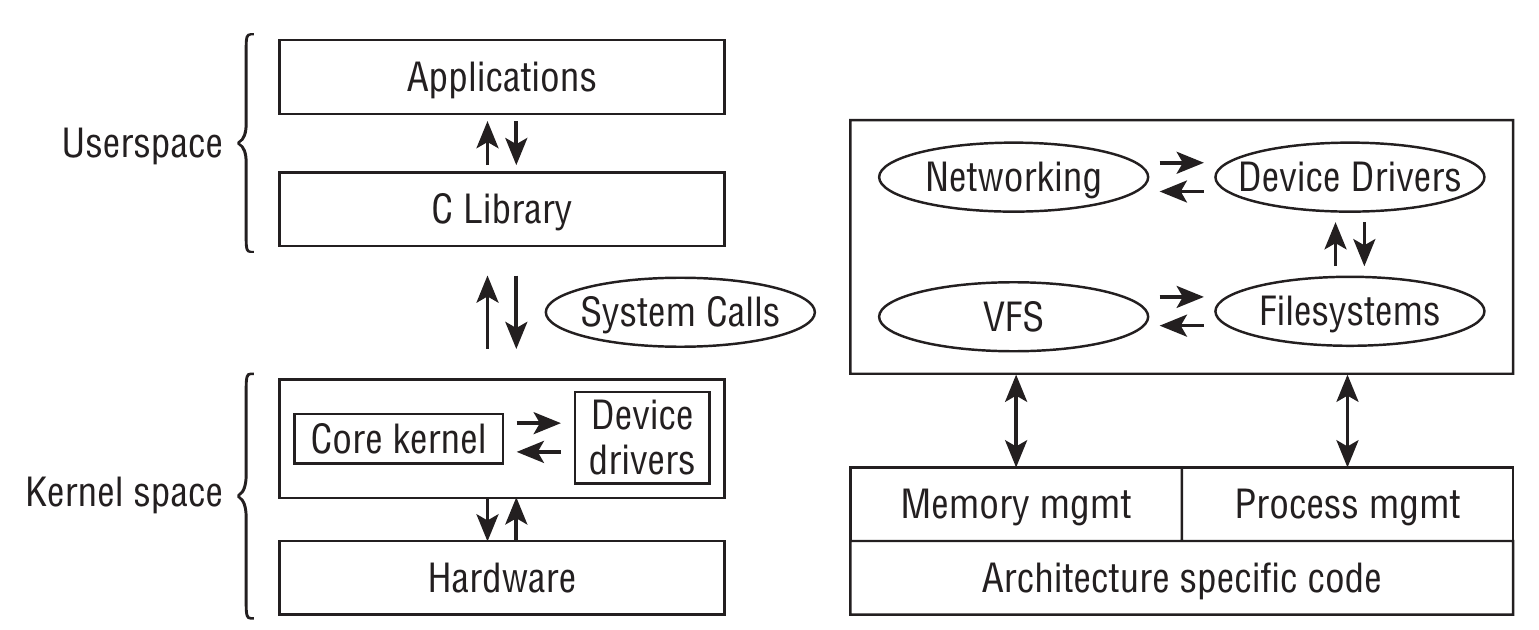 Userspace
Applications
C Library
System Calls
Kernel space
Core kernel
Device
drivers
Hardware
Networking
Device Drivers
VFS
Filesystems
Memory mgmt
Process mgmt
Architecture specific code